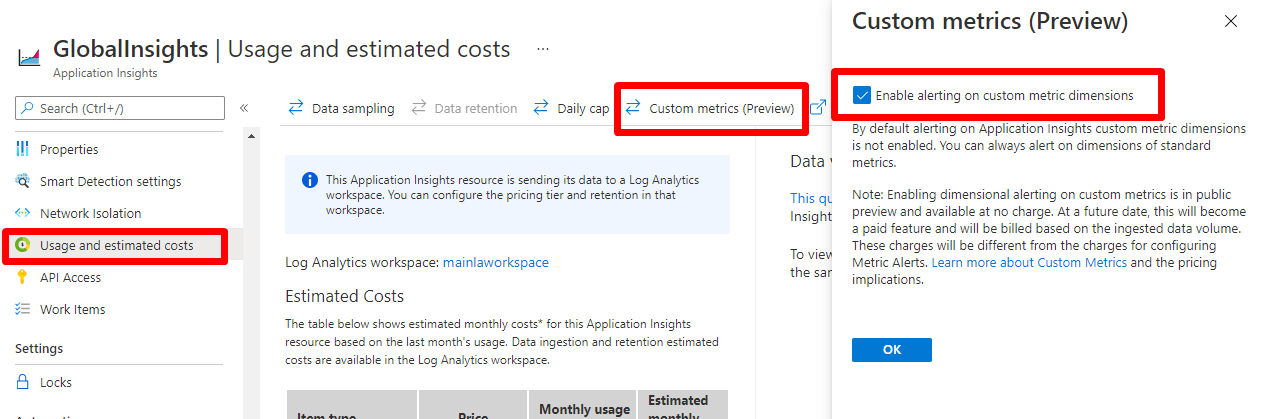 GlobalInsights | Usage and estimated costs ...
Application Insights
Search (Ctrl+/)
«
Properties
Smart Detection settings
Network Isolation
Usage and estimated costs
API Access
Work Items
Settings
Locks
Data sampling
Data retention
Daily cap
Custom metrics (Preview)
This Application Insights resource is sending its data to a Log Analytics
workspace. You can configure the pricing tier and retention in that
workspace.
Log Analytics workspace: mainlaworkspace
Estimated Costs
The table below shows estimated monthly costs* for this Application Insights
resource based on the last month's usage. Data ingestion and retention estimated
costs are available in the Log Analytics workspace.
Item type
Price
Monthly usage
Estimated
monthly
Data
This
Insights
To view
the
Custom metrics (Preview)
Enable alerting on custom metric dimensions
By default alerting on Application Insights custom metric dimensions
is not enabled. You can always alert on dimensions of standard
metrics.
Note: Enabling dimensional alerting on custom metrics is in public
preview and available at no charge. At a future date, this will become
a paid feature and will be billed based on the ingested data volume.
These charges will be different from the charges for configuring
Metric Alerts. Learn more about Custom Metrics and the pricing
implications.
OK